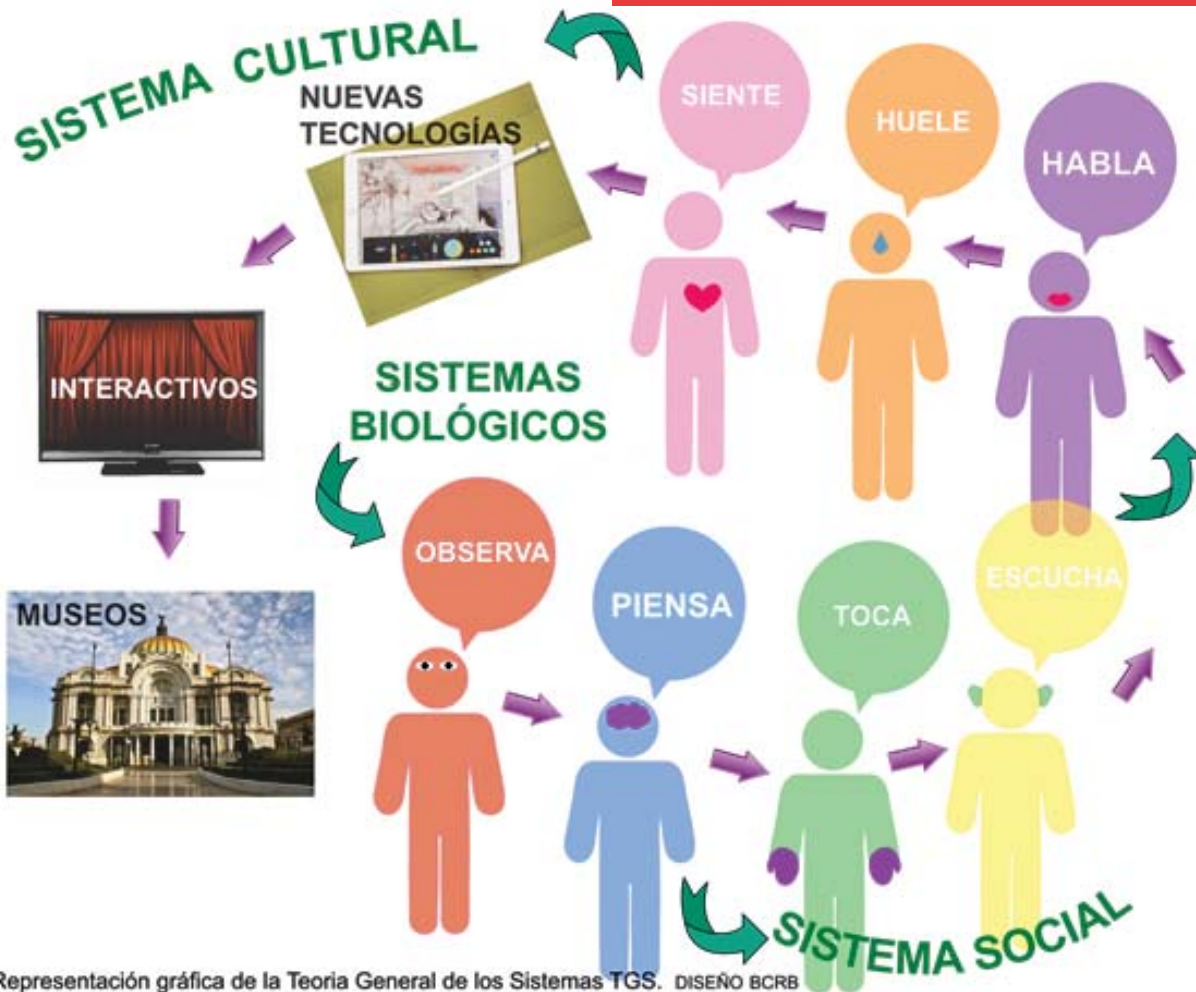 SISTEMA CULTURAL
NUEVAS
TECNOLOGÍAS
SIENTE
HUELE
HABLA
INTERACTIVOS
SISTEMAS
BIOLÓGICOS
OBSERVA
PIENSA
TOCA
ESCUCHA
MUSEOS
SISTEMA SOCIAL
Representación gráfica de la Teoria General de los Sistemas TGS. DISEÑO BCRB